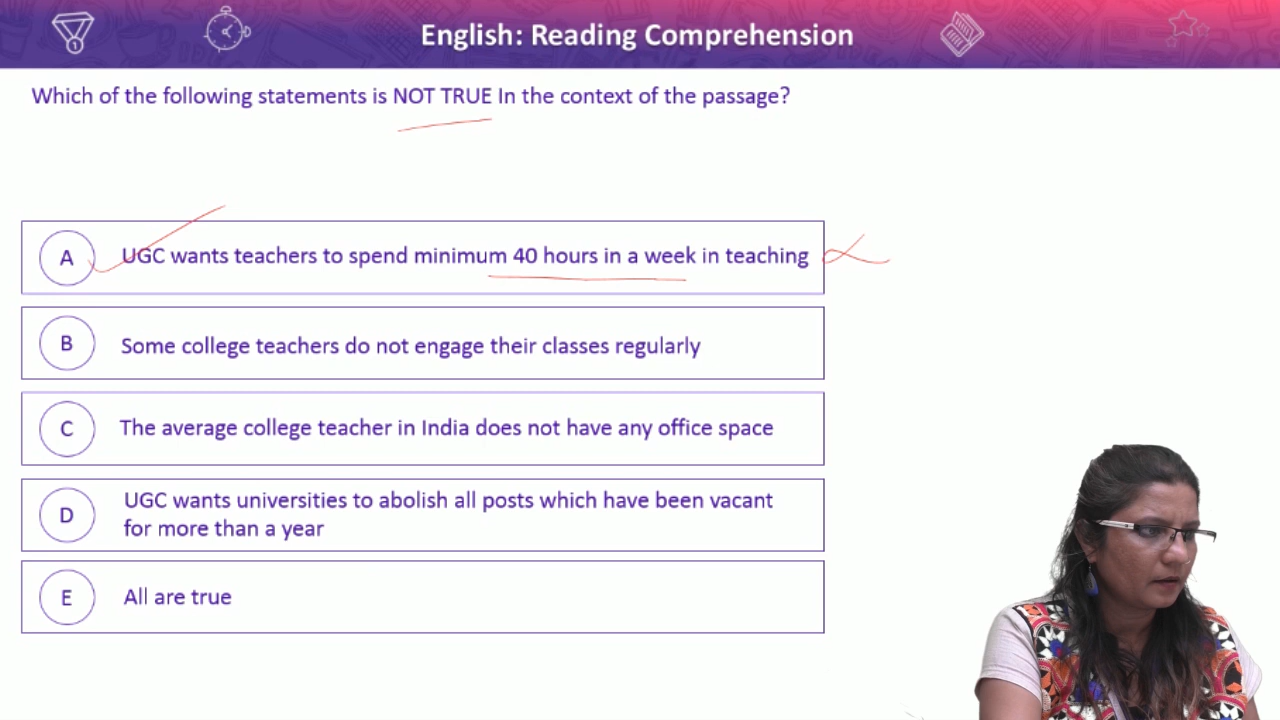 English: Reading Comprehension
Which of the following statements is NOT TRUE In the context of the passage?
A UGC wants teachers to spend minimum 40 hours in a week in teaching
B Some college teachers do not engage their classes regularly
C The average college teacher in India does not have any office space
D UGC wants universities to abolish all posts which have been vacant
for more than a year
E All are true